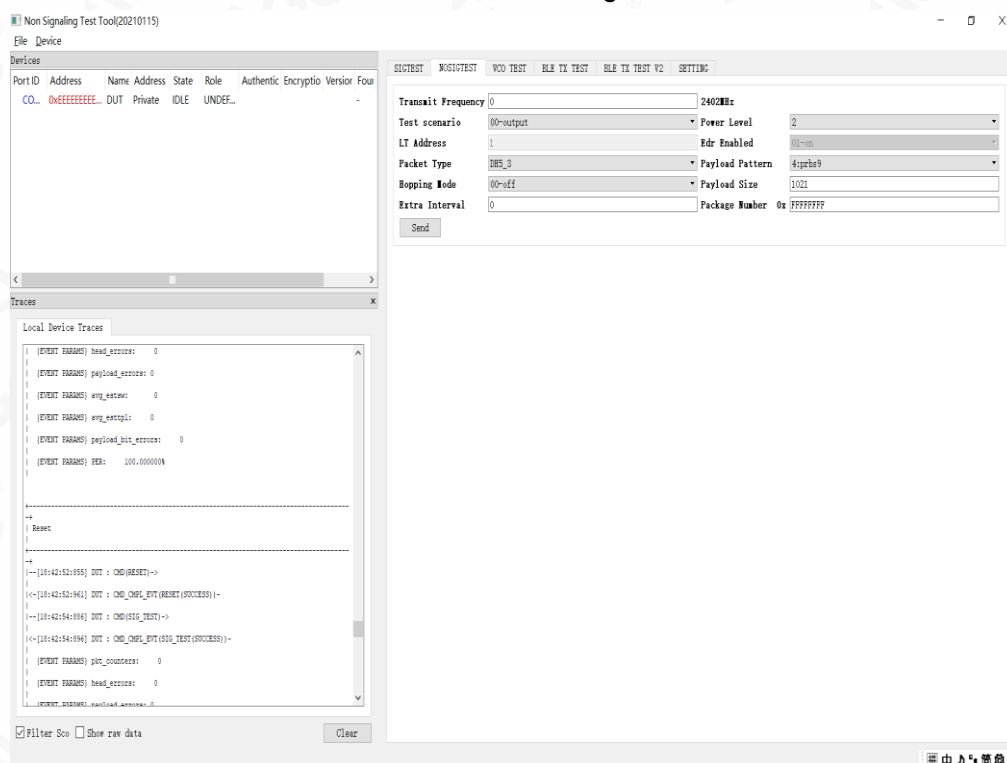 Non Signaling Test Tool(20210115)
File Device
Devices
Port ID Address Name Address State Role Authentic Encryptio Version Four
CO... 0xEEEEEEEEE... DUT Private IDLE UNDEF... -
SIGTEST NOSIGTEST VCO TEST BLE TX TEST BLE TX TEST V2 SETTING
Transmit Frequency 0 2402MHz
Test scenario 00-output Power Level 2
LT Address 1 Edr Enabled 01-on
Packet Type DH5_3 Payload Pattern 4:prbs9
Hopping Mode 00-off Payload Size 1021
Extra Interval 0 Package Number 0x FFFFFFFF
Send
Traces x
Local Device Traces
| {EVENT PARAMS} head_errors: 0
|
| {EVENT PARAMS} payload_errors: 0
|
| {EVENT PARAMS} avg_estsw: 0
|
| {EVENT PARAMS} avg_esttpl: 0
|
| {EVENT PARAMS} payload_bit_errors: 0
|
| {EVENT PARAMS} PER: 100.000000%
|
+--------------------------------------------------------------------------------
-+
| Reset
|
+--------------------------------------------------------------------------------
-+
|--[18:42:52:855] DUT : CMD(RESET)->
|
|<-[18:42:52:961] DUT : CMD_CMPL_EVT(RESET(SUCCESS))-
|
|--[18:42:54:886] DUT : CMD(SIG_TEST)->
|
|<-[18:42:54:896] DUT : CMD_CMPL_EVT(SIG_TEST(SUCCESS))-
|
| {EVENT PARAMS} pkt_counters: 0
|
| {EVENT PARAMS} head_errors: 0
|
| {EVENT PARAMS} payload_errors: 0
Filter Sco Show raw data Clear
中 简